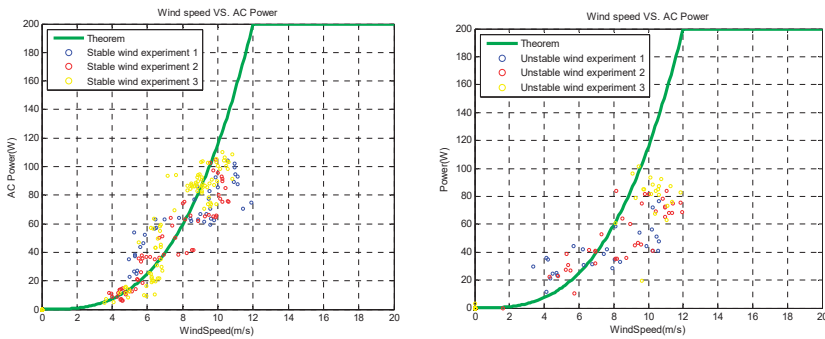 Wind speed VS. AC Power
200
180
160
140
120
100
80
60
40
20
0
AC Power(W)
Theorem
Stable wind experiment 1
Stable wind experiment 2
Stable wind experiment 3
0 2 4 6 8 10 12 14 16 18 20
WindSpeed(m/s)
Wind speed VS. AC Power
200
180
160
140
120
100
80
60
40
20
0
Power(W)
Theorem
Unstable wind experiment 1
Unstable wind experiment 2
Unstable wind experiment 3
0 2 4 6 8 10 12 14 16 18 20
WindSpeed(m/s)